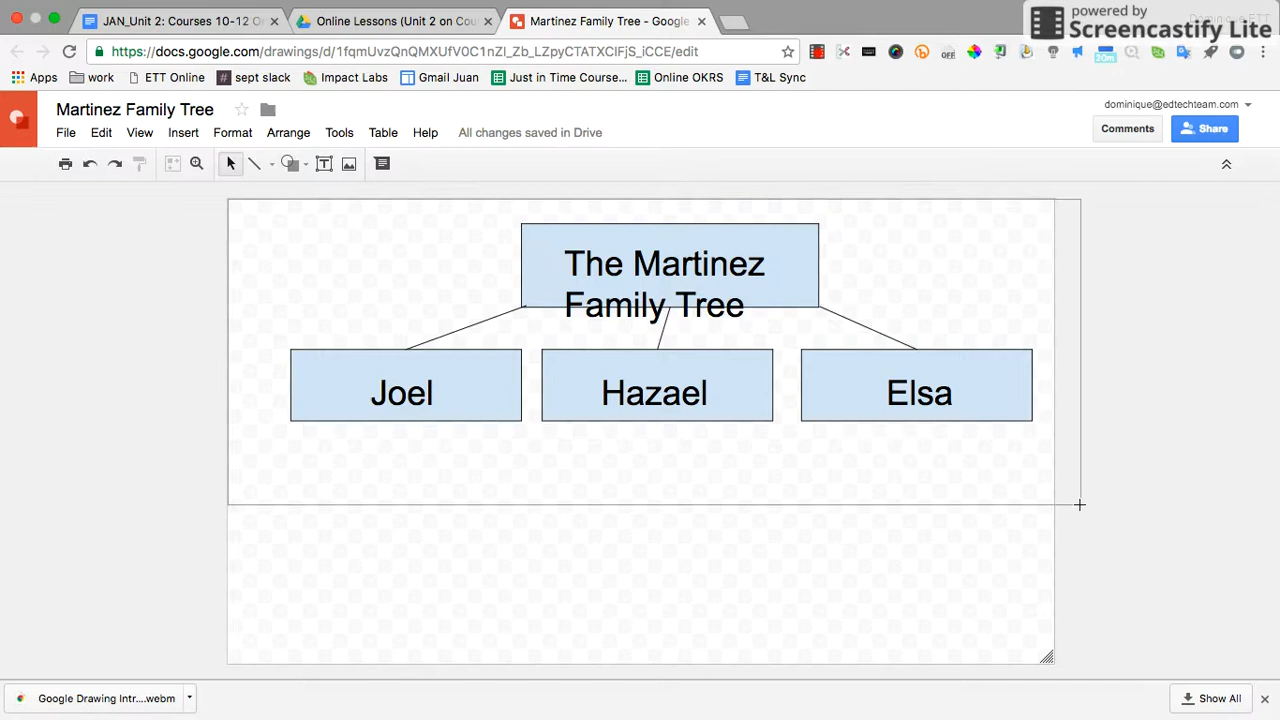 powered by
Screencastify Lite
JAN_Unit 2: Courses 10-12 O
Online Lessons (Unit 2 on Cou
Martinez Family Tree - Google
https://docs.google.com/drawings/d/1fqmUvzQnQMXUfV0C1nZI_Zb_LZpyCTATXClFjS_iCCE/edit
OFF
20m
Apps
work
ETT Online
sept slack
Impact Labs
Gmail Juan
Just in Time Course...
Online OKRS
T&L Sync
Martinez Family Tree
dominique@edtechteam.com
File Edit View Insert Format Arrange Tools Table Help All changes saved in Drive
Comments
Share
The Martinez
Family Tree
Joel
Hazael
Elsa
Google Drawing Intr....webm
Show All